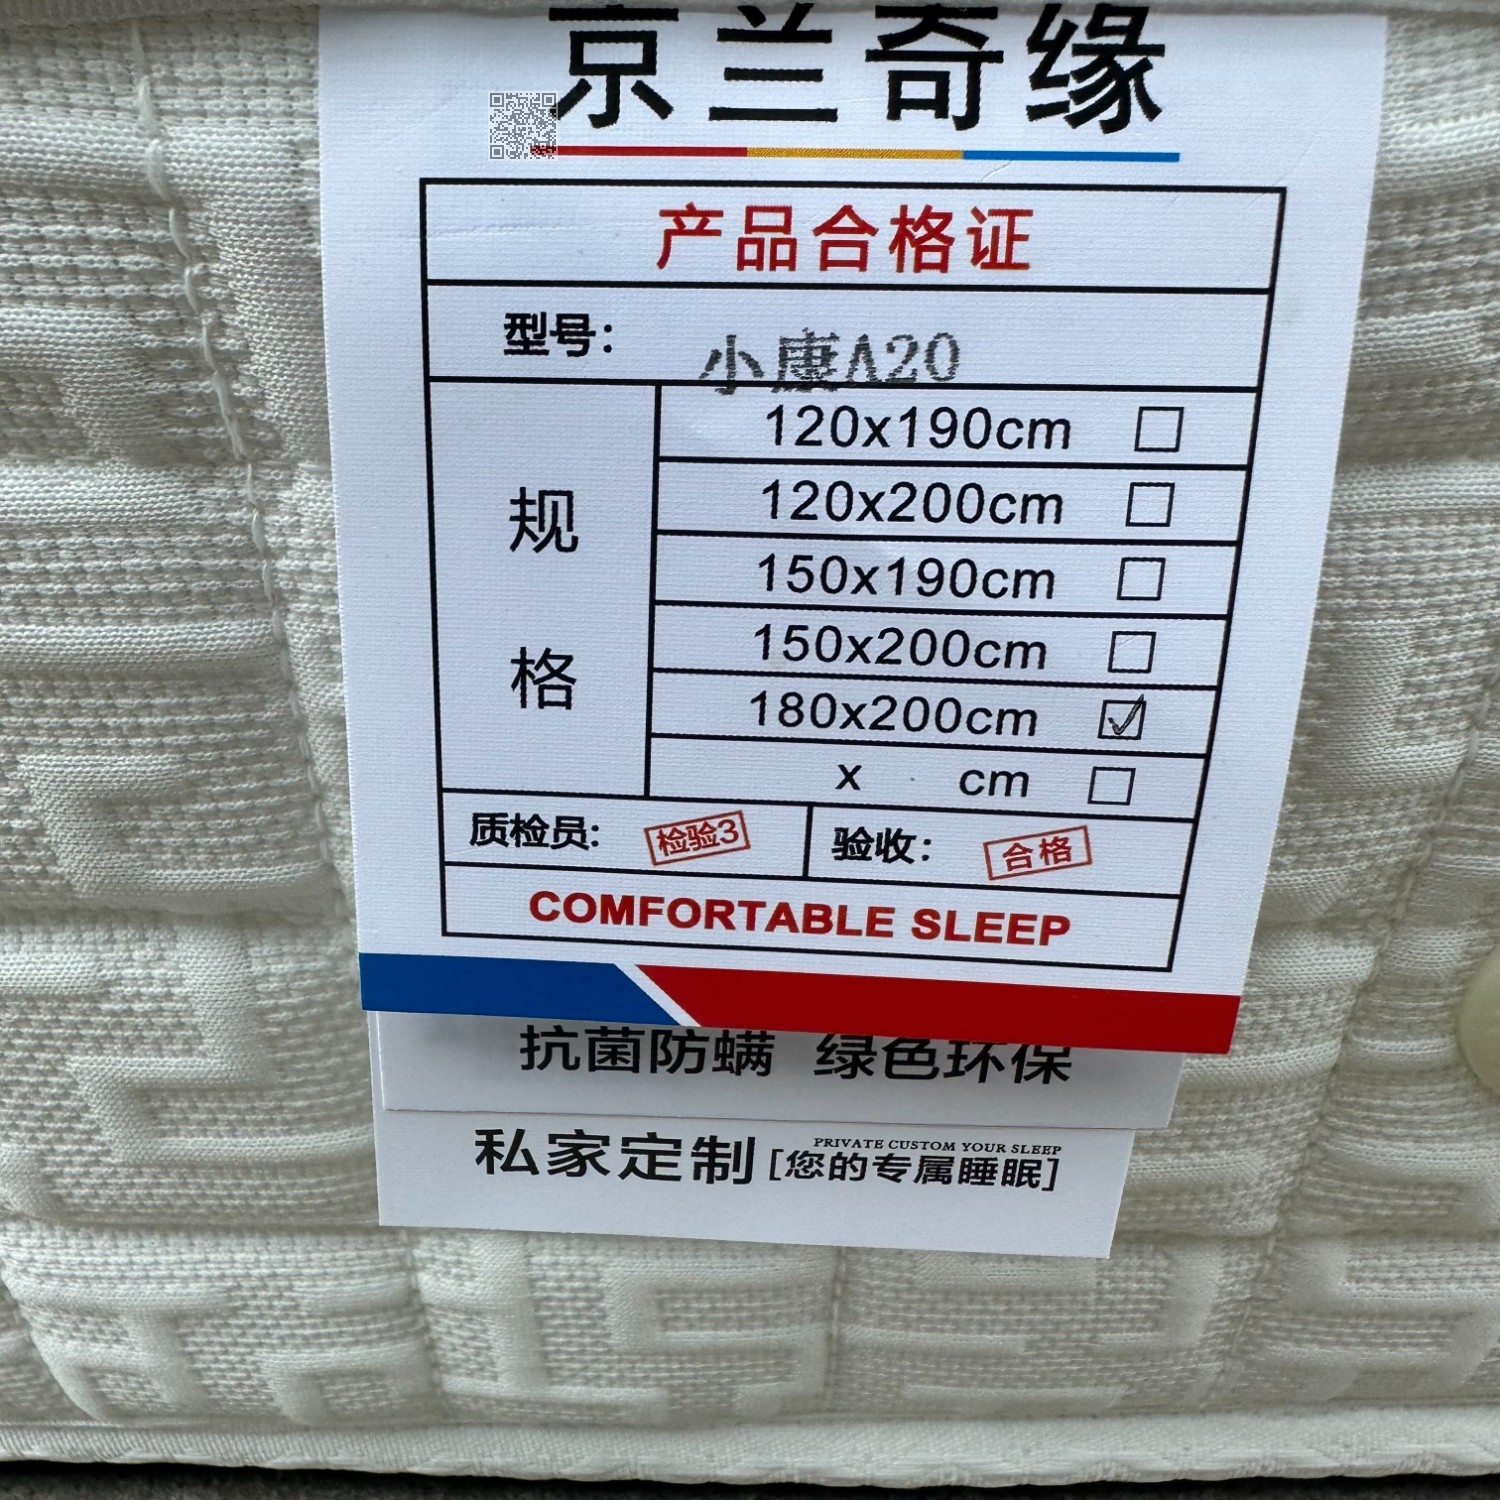 京兰奇缘
产品合格证
型号: 小康A20
规格
120x190cm
120x200cm
150x190cm
150x200cm
180x200cm
x cm
质检员: 检验3 验收: 合格
COMFORTABLE SLEEP
抗菌防螨 绿色环保
PRIVATE CUSTOM YOUR SLEEP
私家定制[您的专属睡眠]